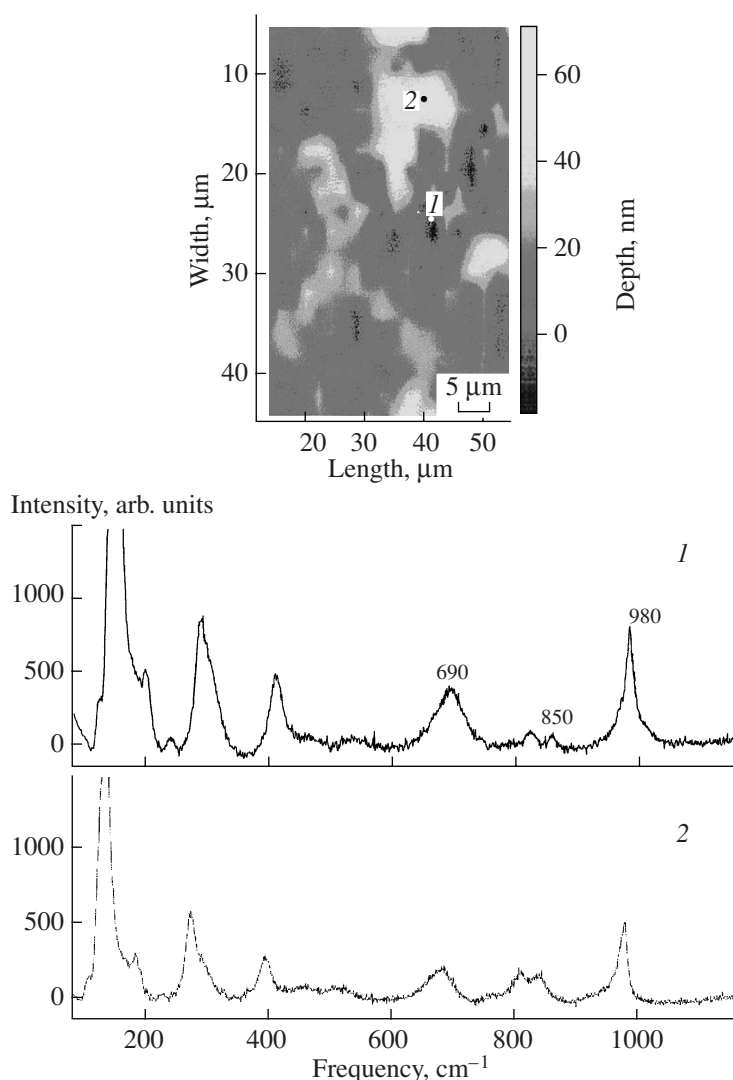 10
20
30
40
Width, μm
2
1
5 μm
20 30 40 50
Length, μm
60
40
20
0
Depth, nm
Intensity, arb. units
1
1000
500
0
690
850
980
2
1000
500
0
200 400 600 800 1000
Frequency, cm⁻¹